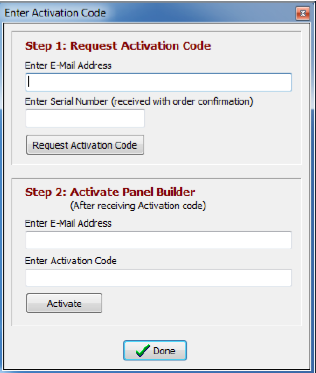 Enter Activation Code
Step 1: Request Activation Code
Enter E-Mail Address
Enter Serial Number (received with order confirmation)
Request Activation Code
Step 2: Activate Panel Builder
(After receiving Activation code)
Enter E-Mail Address
Enter Activation Code
Activate
Done